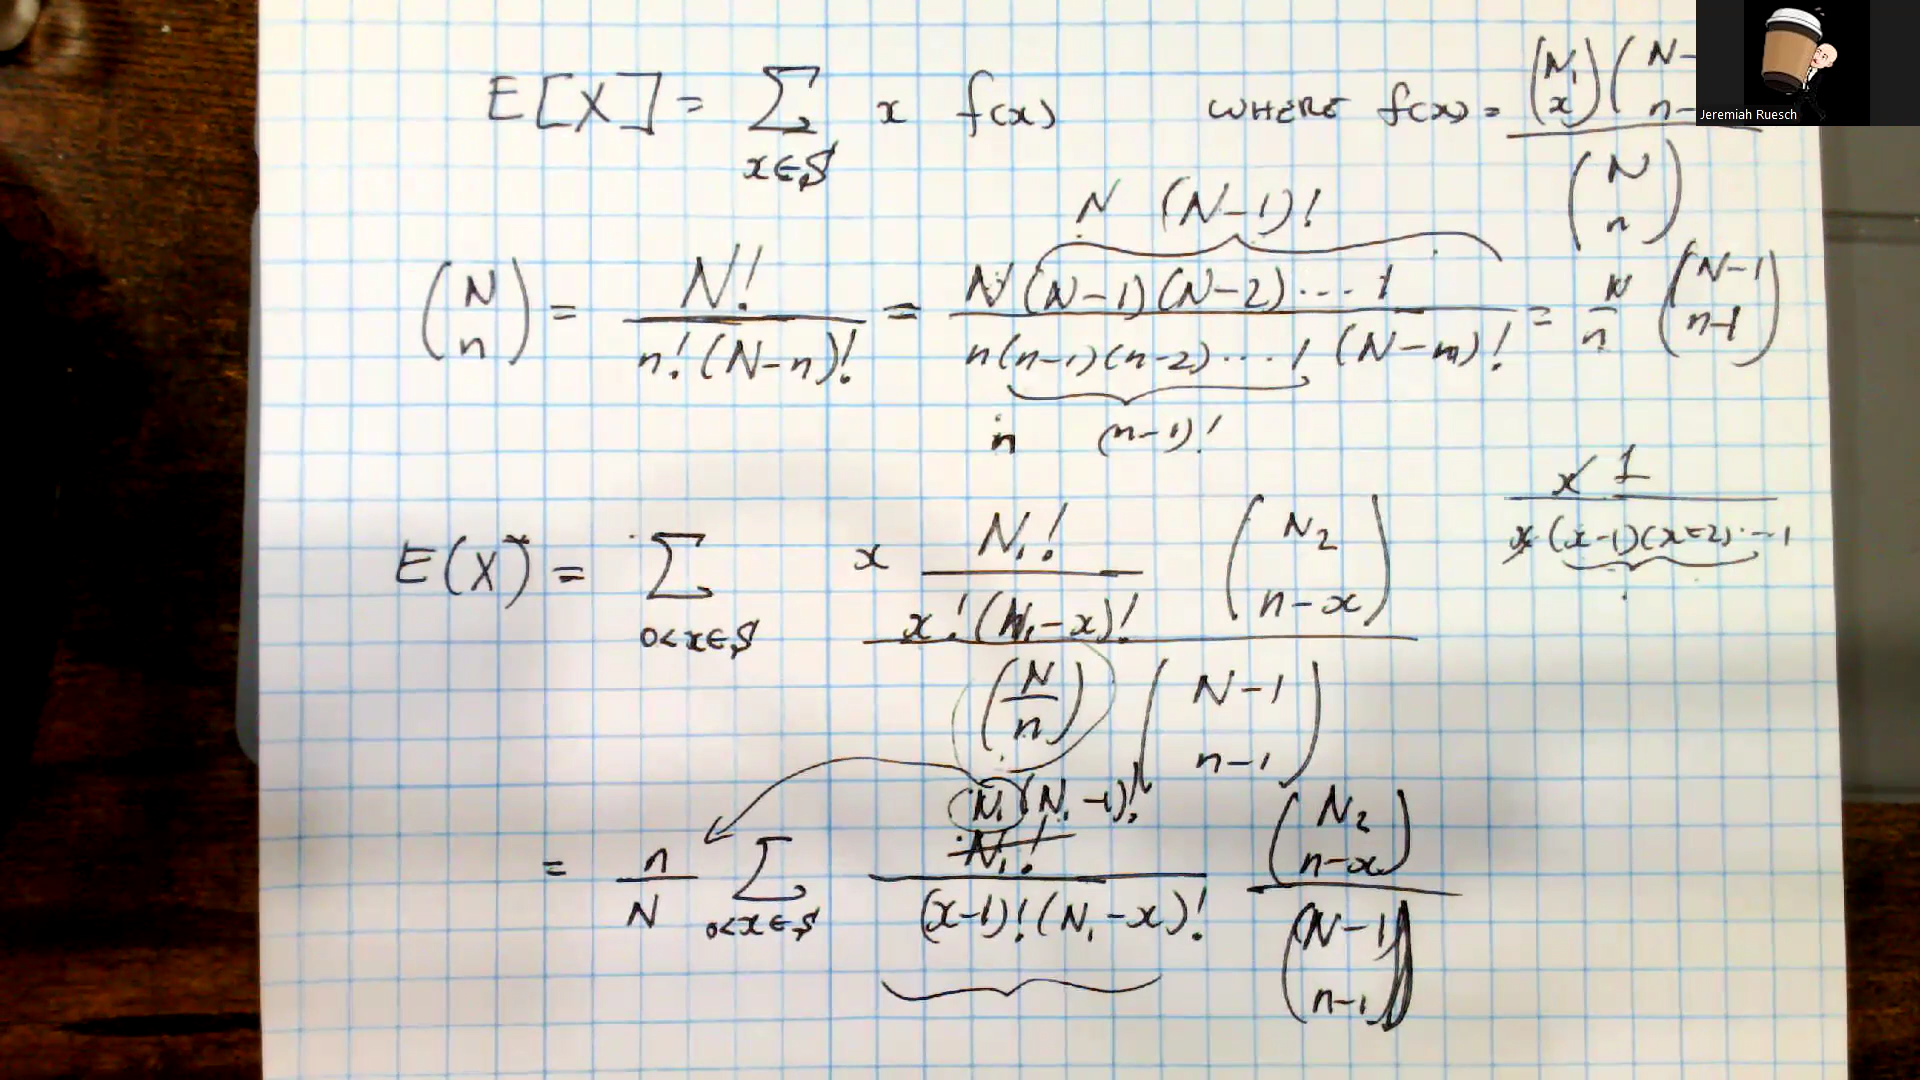 E[X] = ∑ x f(x) WHERE f(x) = (N₁ x)(N- n-
x∈S
(N n)
N (N-1)!
(N n) = N! / n!(N-n)! = N(N-1)(N-2)...1 / n(n-1)(n-2)...1 (N-n)! = N/n (N-1 n-1)
n (n-1)!
x 1
x(x-1)(x-2)...1
E(X) = ∑ x N₁! / x!(N₁-x)! (N₂ n-x)
0<x∈S
(N/n) (N-1 n-1)
N₁(N₁-1)!
= n/N ∑ N₁! / (x-1)!(N₁-x)! (N₂ n-x) / (N-1 n-1)
0<x∈S
Jeremiah Ruesch